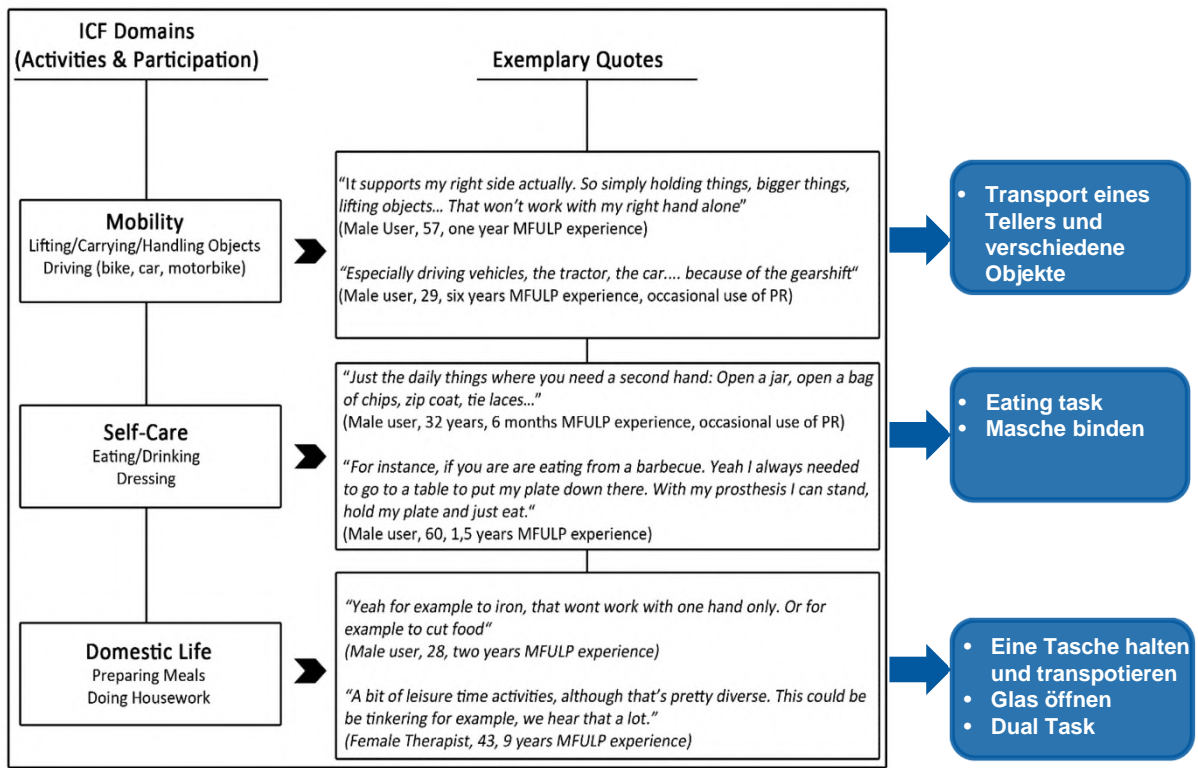 ICF Domains
(Activities & Participation)
Exemplary Quotes
Mobility
Lifting/Carrying/Handling Objects
Driving (bike, car, motorbike)
“It supports my right side actually. So simply holding things, bigger things,
lifting objects... That won’t work with my right hand alone”
(Male User, 57, one year MFULP experience)
“Especially driving vehicles, the tractor, the car.... because of the gearshift“
(Male user, 29, six years MFULP experience, occasional use of PR)
• Transport eines
Tellers und
verschiedene
Objekte
Self-Care
Eating/Drinking
Dressing
“Just the daily things where you need a second hand: Open a jar, open a bag
of chips, zip coat, tie laces...”
(Male user, 32 years, 6 months MFULP experience, occasional use of PR)
“For instance, if you are are eating from a barbecue. Yeah I always needed
to go to a table to put my plate down there. With my prosthesis I can stand,
hold my plate and just eat.“
(Male user, 60, 1,5 years MFULP experience)
• Eating task
• Masche binden
Domestic Life
Preparing Meals
Doing Housework
“Yeah for example to iron, that wont work with one hand only. Or for
example to cut food“
(Male user, 28, two years MFULP experience)
“A bit of leisure time activities, although that’s pretty diverse. This could be
be tinkering for example, we hear that a lot.”
(Female Therapist, 43, 9 years MFULP experience)
• Eine Tasche halten
und transpotieren
• Glas öffnen
• Dual Task